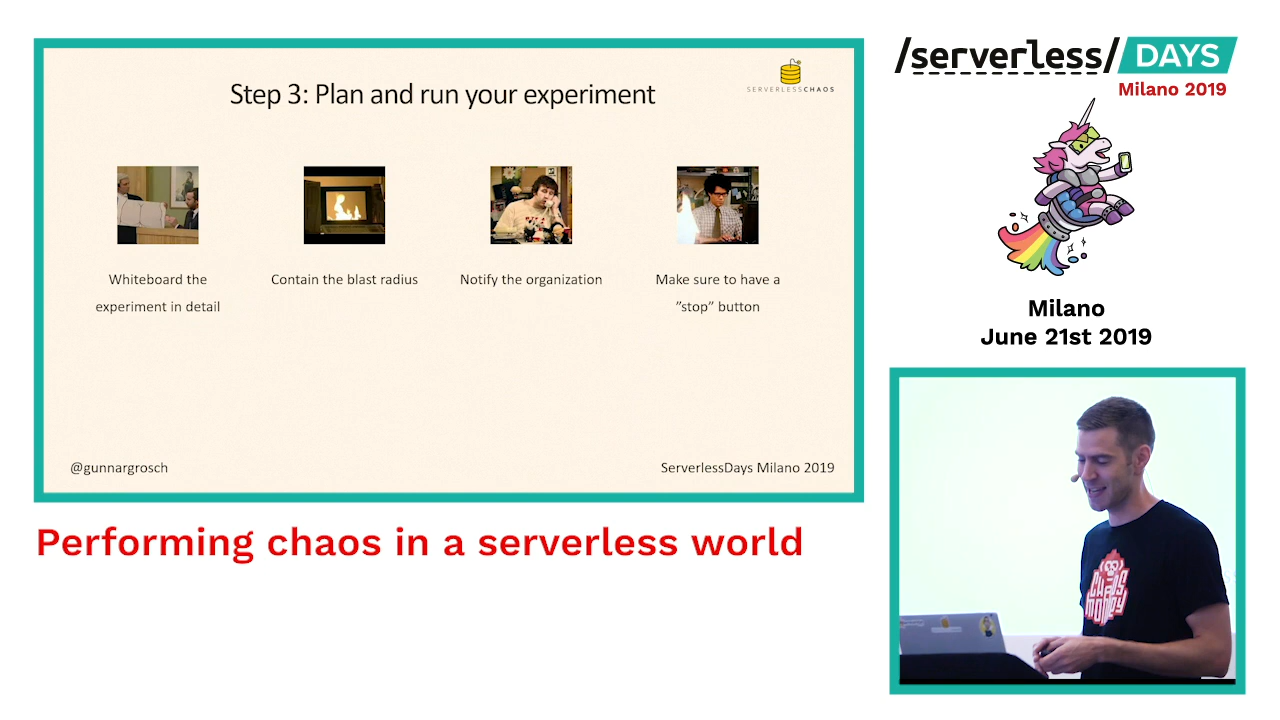 Step 3: Plan and run your experiment
SERVERLESSCHAOS
Whiteboard the
experiment in detail
Contain the blast radius
Notify the organization
Make sure to have a
”stop” button
@gunnargrosch
ServerlessDays Milano 2019
Performing chaos in a serverless world
/serverless/ DAYS
Milano 2019
Milano
June 21st 2019
CHAOS
MONKEY